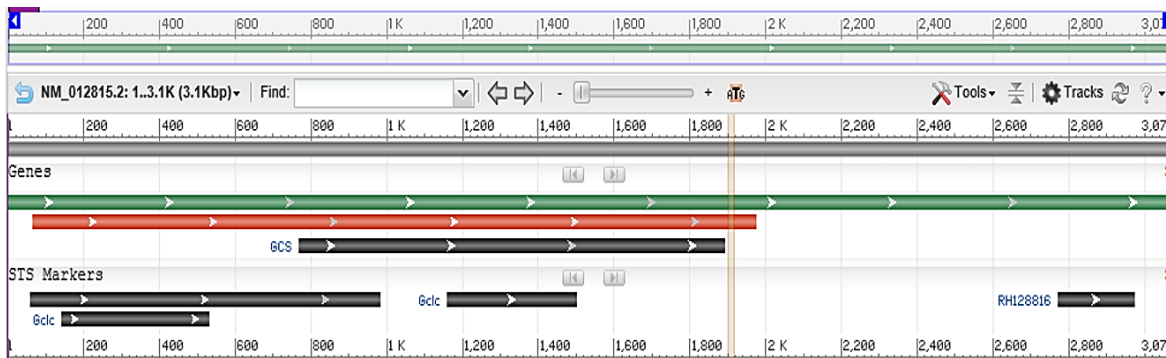 200 400 600 800 1 K 1,200 1,400 1,600 1,800 2 K 2,200 2,400 2,600 2,800 3,07
NM_012815.2: 1..3.1K (3.1Kbp) Find: - + ATG Tools Tracks ?
1 200 400 600 800 1 K 1,200 1,400 1,600 1,800 2 K 2,200 2,400 2,600 2,800 3,07
Genes
GCS
STS Markers
Gclc RH128816
Gclc
1 200 400 600 800 1 K 1,200 1,400 1,600 1,800 2 K 2,200 2,400 2,600 2,800 3,07